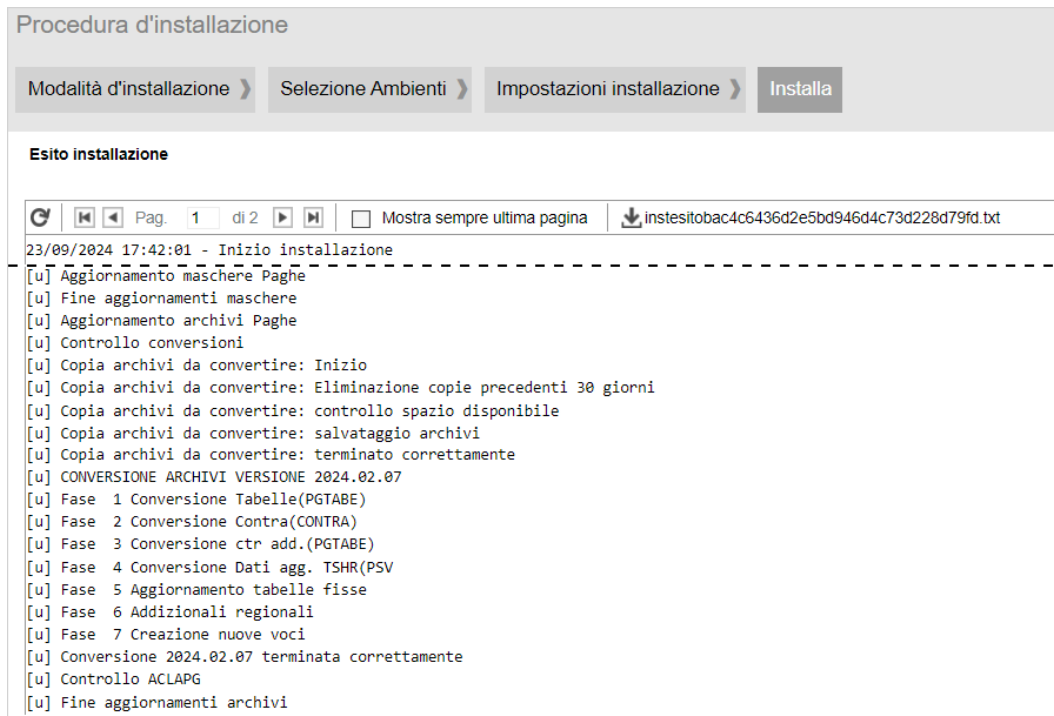 Procedura d'installazione
Modalità d'installazione Selezione Ambienti Impostazioni installazione Installa
Esito installazione
Pag. 1 di 2 Mostra sempre ultima pagina instesitobac4c6436d2e5bd946d4c73d228d79fd.txt
23/09/2024 17:42:01 - Inizio installazione
[u] Aggiornamento maschere Paghe
[u] Fine aggiornamenti maschere
[u] Aggiornamento archivi Paghe
[u] Controllo conversioni
[u] Copia archivi da convertire: Inizio
[u] Copia archivi da convertire: Eliminazione copie precedenti 30 giorni
[u] Copia archivi da convertire: controllo spazio disponibile
[u] Copia archivi da convertire: salvataggio archivi
[u] Copia archivi da convertire: terminato correttamente
[u] CONVERSIONE ARCHIVI VERSIONE 2024.02.07
[u] Fase  1 Conversione Tabelle(PGTABE)
[u] Fase  2 Conversione Contra(CONTRA)
[u] Fase  3 Conversione ctr add.(PGTABE)
[u] Fase  4 Conversione Dati agg. TSHR(PSV
[u] Fase  5 Aggiornamento tabelle fisse
[u] Fase  6 Addizionali regionali
[u] Fase  7 Creazione nuove voci
[u] Conversione 2024.02.07 terminata correttamente
[u] Controllo ACLAPG
[u] Fine aggiornamenti archivi